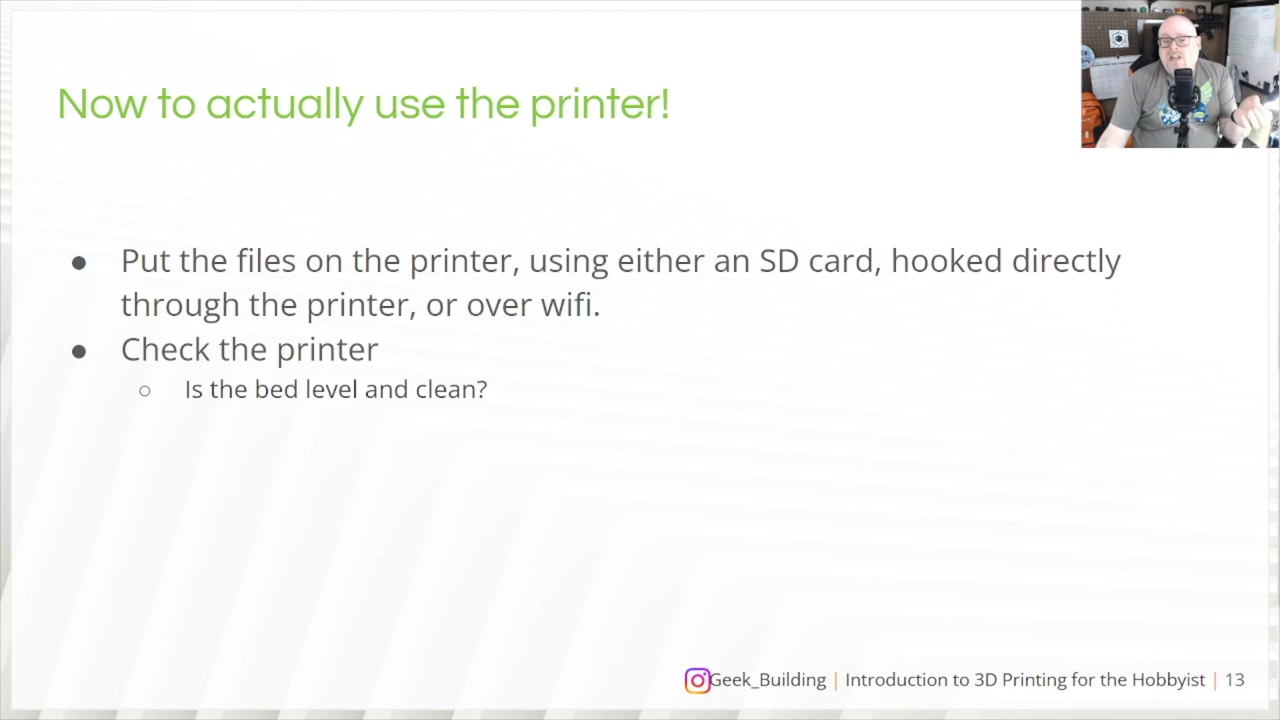 Now to actually use the printer!
● Put the files on the printer, using either an SD card, hooked directly
through the printer, or over wifi.
● Check the printer
○ Is the bed level and clean?
Geek_Building | Introduction to 3D Printing for the Hobbyist | 13